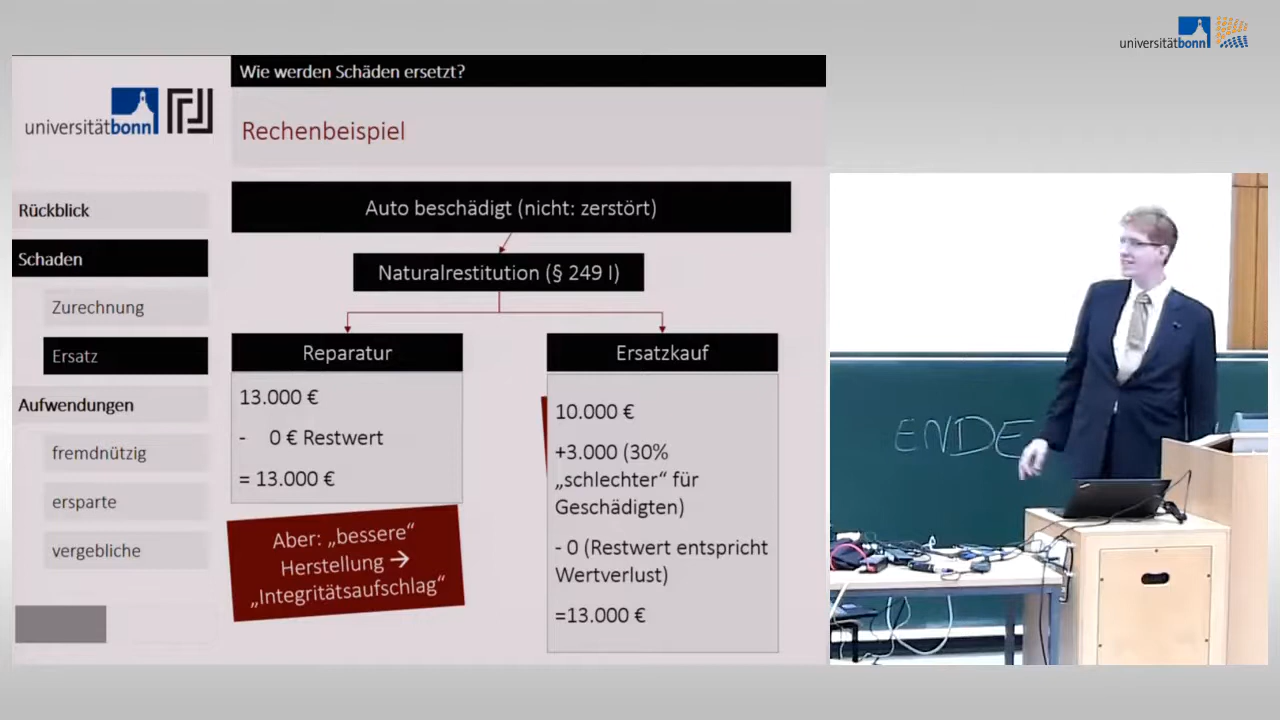 universitätbonn
Wie werden Schäden ersetzt?
universitätbonn
Rechenbeispiel
Rückblick
Schaden
Zurechnung
Ersatz
Aufwendungen
fremdnützig
ersparte
vergebliche
Auto beschädigt (nicht: zerstört)
Naturalrestitution (§ 249 I)
Reparatur
13.000 €
- 0 € Restwert
= 13.000 €
Aber: „bessere“
Herstellung →
„Integritätsaufschlag“
Ersatzkauf
10.000 €
+3.000 (30%
„schlechter“ für
Geschädigten)
- 0 (Restwert entspricht
Wertverlust)
=13.000 €
ENDE